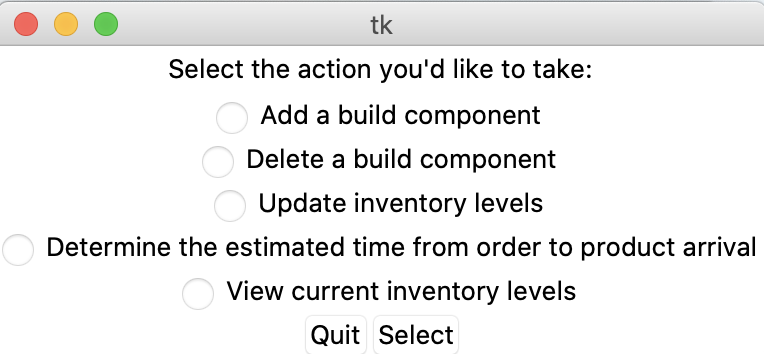 tk
Select the action you'd like to take:
Add a build component
Delete a build component
Update inventory levels
Determine the estimated time from order to product arrival
View current inventory levels
Quit Select